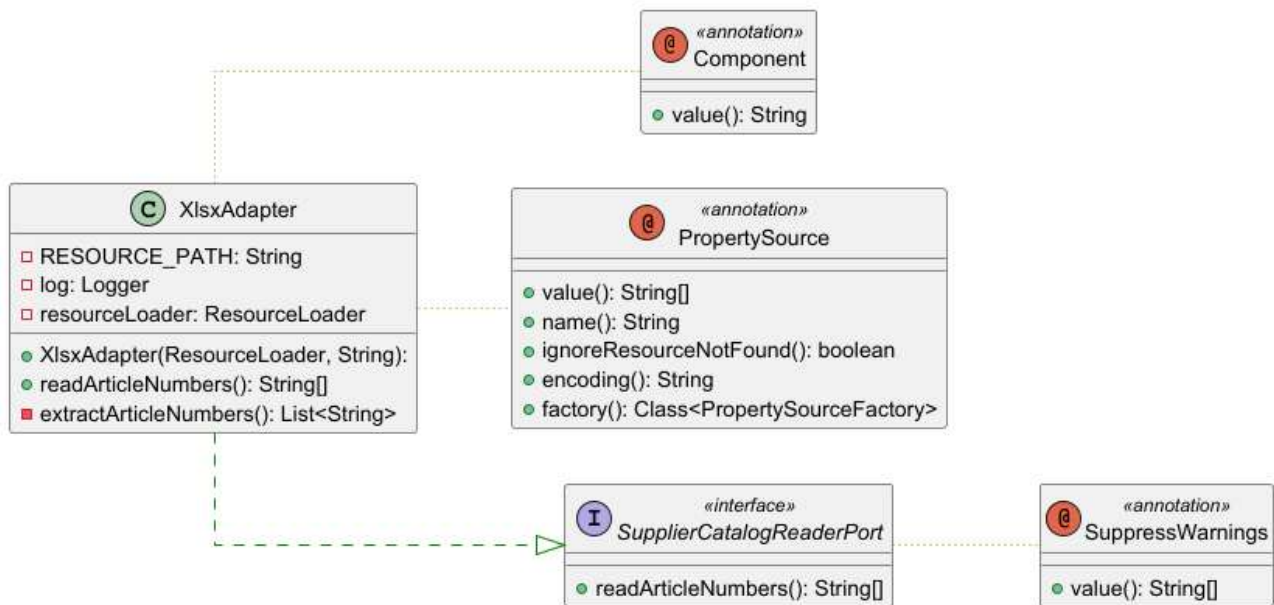 @ «annotation»
Component
value(): String
C XlsxAdapter
RESOURCE_PATH: String
log: Logger
resourceLoader: ResourceLoader
XlsxAdapter(ResourceLoader, String):
readArticleNumbers(): String[]
extractArticleNumbers(): List<String>
@ «annotation»
PropertySource
value(): String[]
name(): String
ignoreResourceNotFound(): boolean
encoding(): String
factory(): Class<PropertySourceFactory>
I «interface»
SupplierCatalogReaderPort
readArticleNumbers(): String[]
@ «annotation»
SuppressWarnings
value(): String[]